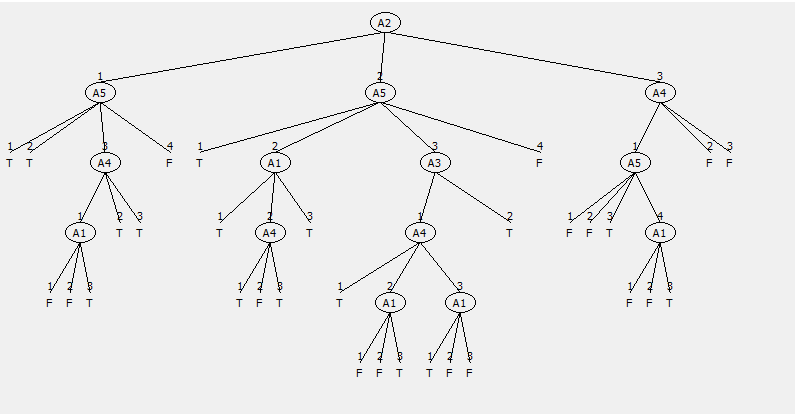 A2
1 2 3
A5 A5 A4
1 2 3 4 1 2 3 4 1 2 3
T T A4 F T A1 A3 F A5 F F
1 2 3 1 2 3 1 2 1 2 3 4
A1 T T T A4 T A4 T F F T A1
1 2 3 1 2 3 1 2 3 1 2 3
F F T T F T T A1 A1 F F T
1 2 3 1 2 3
F F T T F F